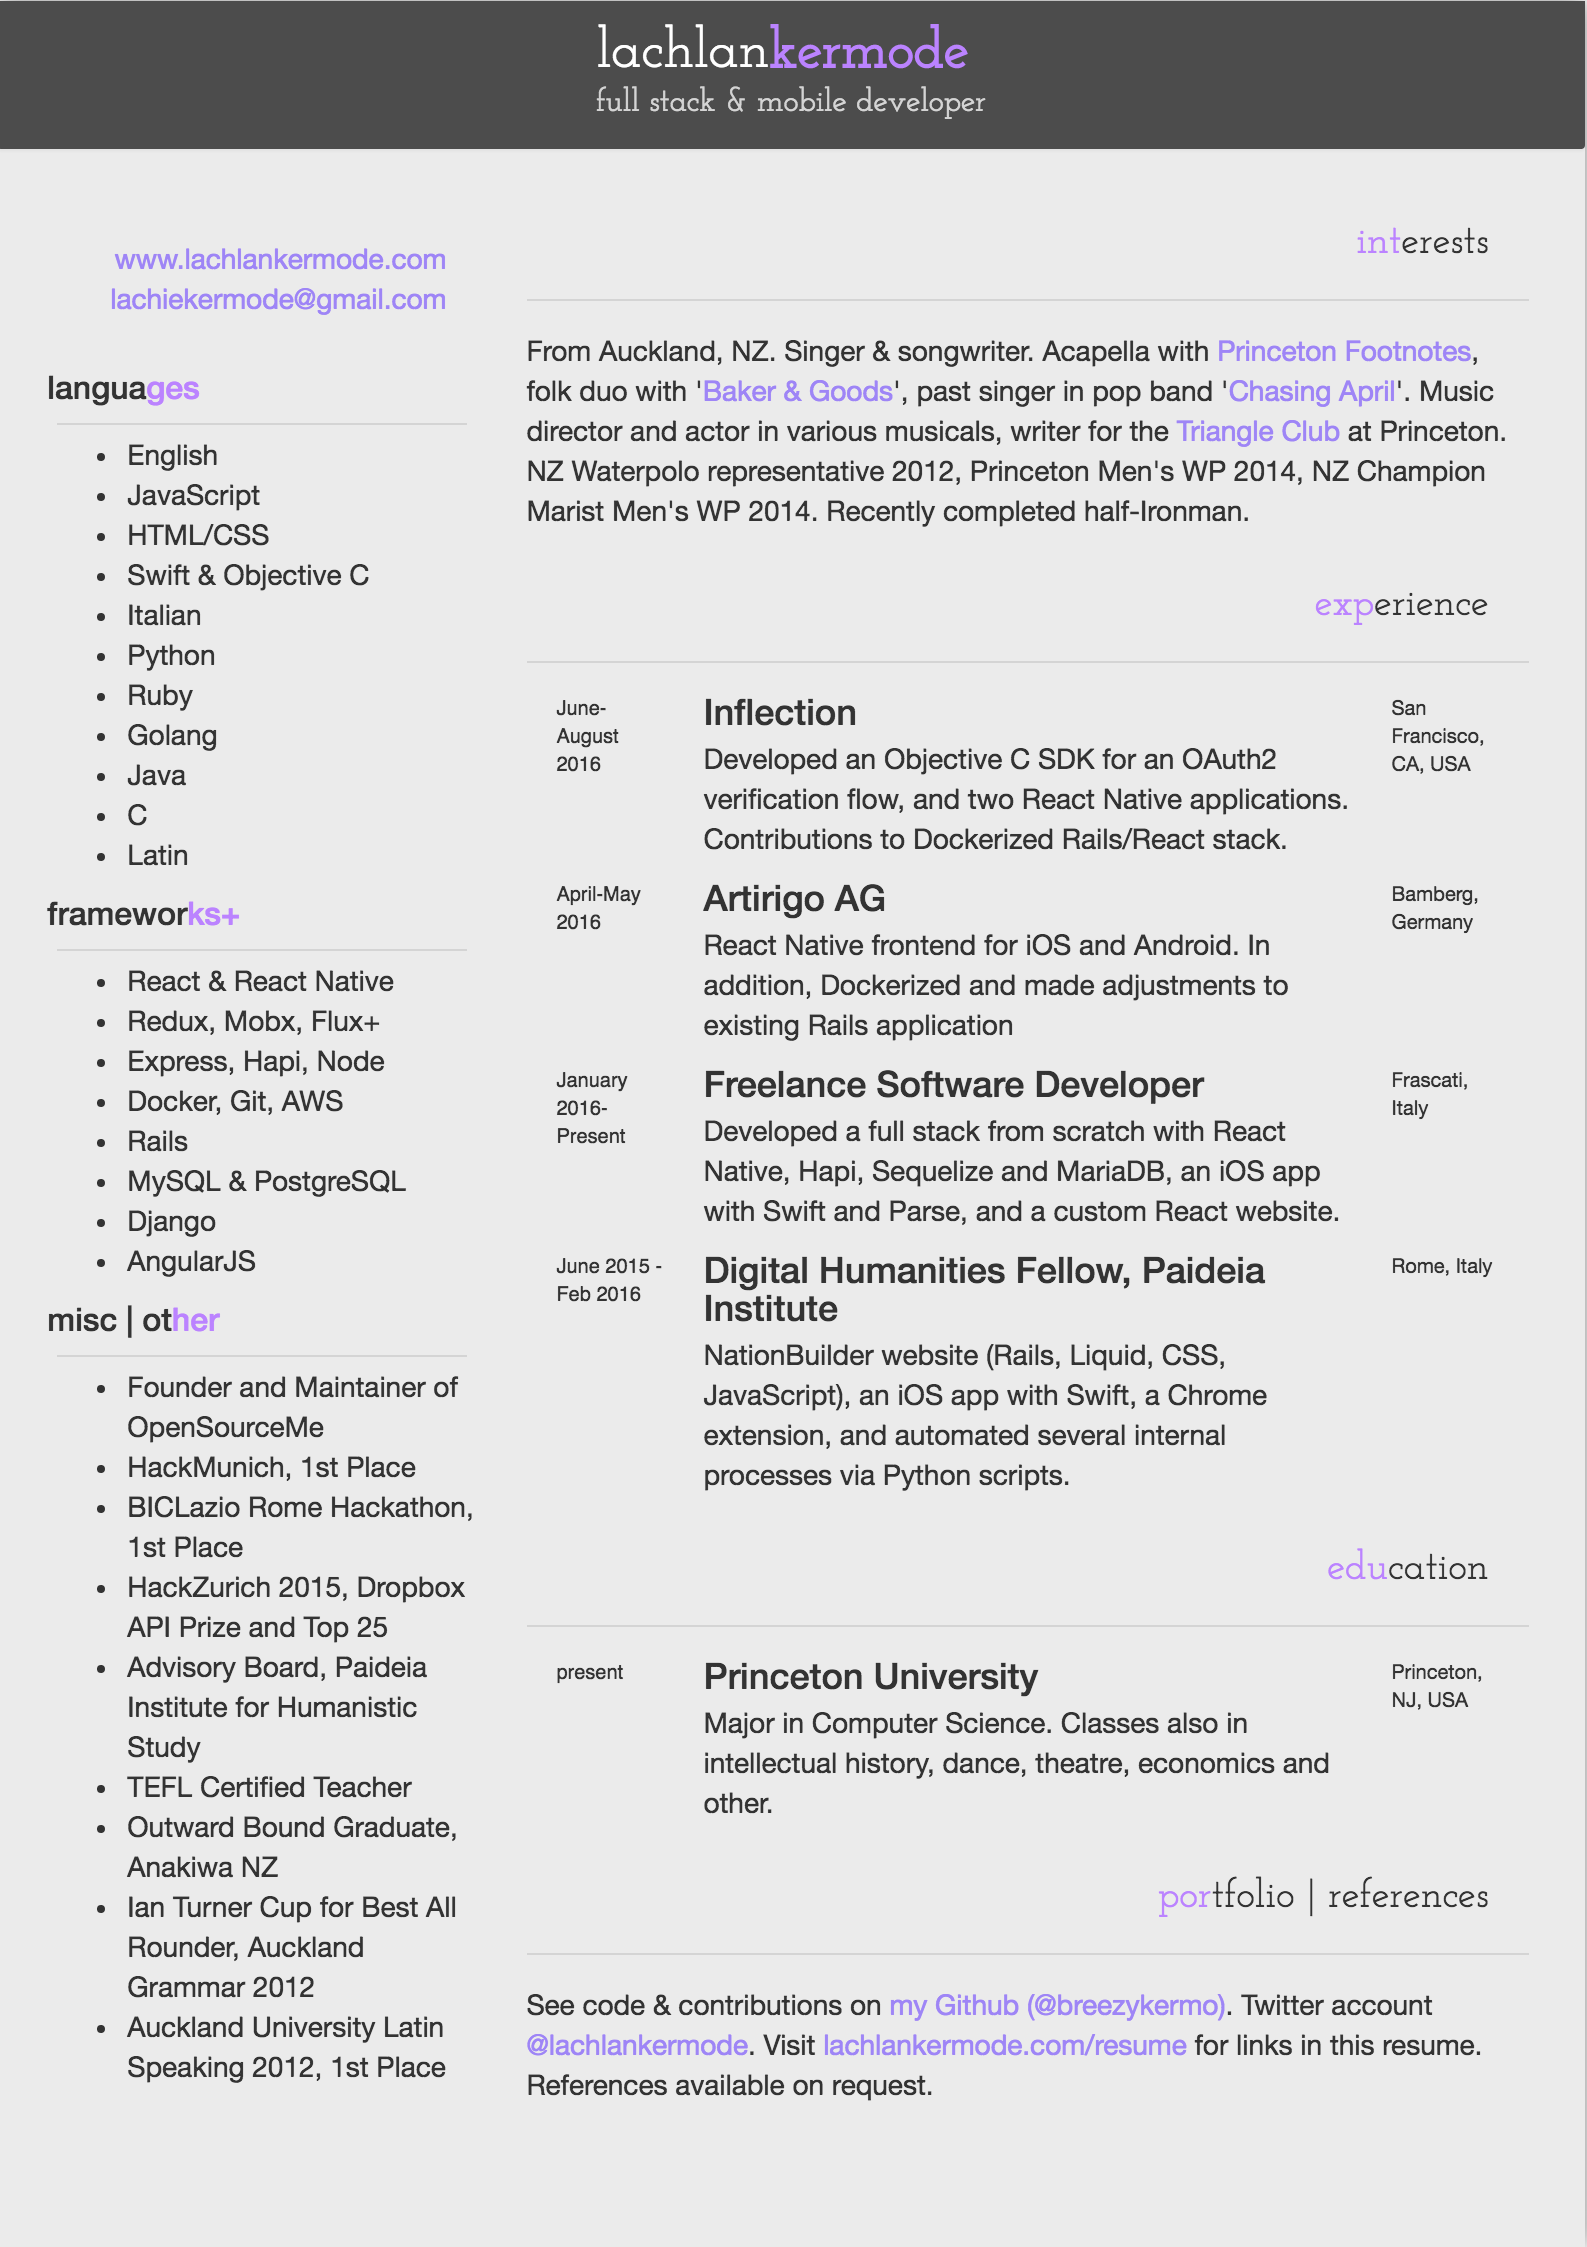 lachlankermode
full stack & mobile developer
www.lachlankermode.com
lachiekermode@gmail.com
languages
English
JavaScript
HTML/CSS
Swift & Objective C
Italian
Python
Ruby
Golang
Java
C
Latin
frameworks+
React & React Native
Redux, Mobx, Flux+
Express, Hapi, Node
Docker, Git, AWS
Rails
MySQL & PostgreSQL
Django
AngularJS
misc | other
Founder and Maintainer of
OpenSourceMe
HackMunich, 1st Place
BICLazio Rome Hackathon,
1st Place
HackZurich 2015, Dropbox
API Prize and Top 25
Advisory Board, Paideia
Institute for Humanistic
Study
TEFL Certified Teacher
Outward Bound Graduate,
Anakiwa NZ
Ian Turner Cup for Best All
Rounder, Auckland
Grammar 2012
Auckland University Latin
Speaking 2012, 1st Place
interests
From Auckland, NZ. Singer & songwriter. Acapella with Princeton Footnotes,
folk duo with 'Baker & Goods', past singer in pop band 'Chasing April'. Music
director and actor in various musicals, writer for the Triangle Club at Princeton.
NZ Waterpolo representative 2012, Princeton Men's WP 2014, NZ Champion
Marist Men's WP 2014. Recently completed half-Ironman.
experience
June-
August
2016
Inflection
Developed an Objective C SDK for an OAuth2
verification flow, and two React Native applications.
Contributions to Dockerized Rails/React stack.
San
Francisco,
CA, USA
April-May
2016
Artirigo AG
React Native frontend for iOS and Android. In
addition, Dockerized and made adjustments to
existing Rails application
Bamberg,
Germany
January
2016-
Present
Freelance Software Developer
Developed a full stack from scratch with React
Native, Hapi, Sequelize and MariaDB, an iOS app
with Swift and Parse, and a custom React website.
Frascati,
Italy
June 2015 -
Feb 2016
Digital Humanities Fellow, Paideia
Institute
NationBuilder website (Rails, Liquid, CSS,
JavaScript), an iOS app with Swift, a Chrome
extension, and automated several internal
processes via Python scripts.
Rome, Italy
education
present
Princeton University
Major in Computer Science. Classes also in
intellectual history, dance, theatre, economics and
other.
Princeton,
NJ, USA
portfolio | references
See code & contributions on my Github (@breezykermo). Twitter account
@lachlankermode. Visit lachlankermode.com/resume for links in this resume.
References available on request.